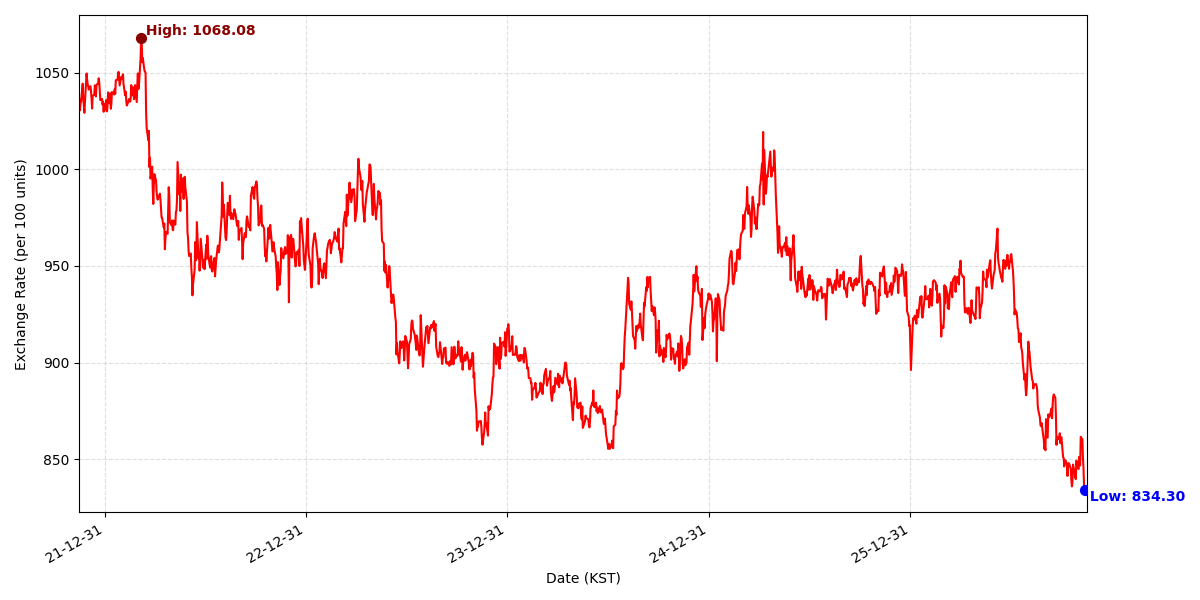 High: 1068.08
1050
1000
950
900
850
Exchange Rate (per 100 units)
Low: 834.30
21-12-31
22-12-31
23-12-31
24-12-31
25-12-31
Date (KST)